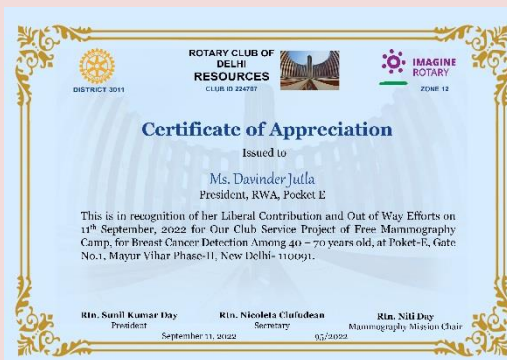 ROTARY CLUB OF
DELHI
RESOURCES
CLUB ID 224787
DISTRICT 3011
IMAGINE
ROTARY
ZONE 12
Certificate of Appreciation
Issued to
Ms. Davinder Jutla
President, RWA, Pocket E
This is in recognition of her Liberal Contribution and Out of Way Efforts on
11th September, 2022 for Our Club Service Project of Free Mammography
Camp, for Breast Cancer Detection Among 40 – 70 years old, at Poket-E, Gate
No.1, Mayur Vihar Phase-II, New Delhi- 110091.
Rtn. Sunil Kumar Day Rtn. Nicoleta Ciufudean Rtn. Niti Day
President Secretary Mammography Mission Chair
September 11, 2022 95/2022